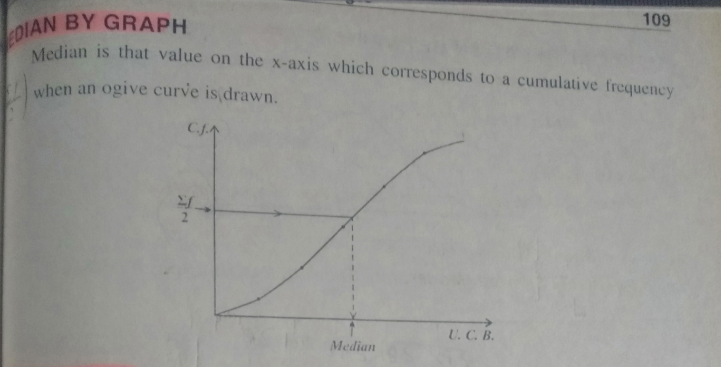 109
EDIAN BY GRAPH
Median is that value on the x-axis which corresponds to a cumulative frequency
when an ogive curve is drawn.
C.f.
Σf
2
Median
U. C. B.